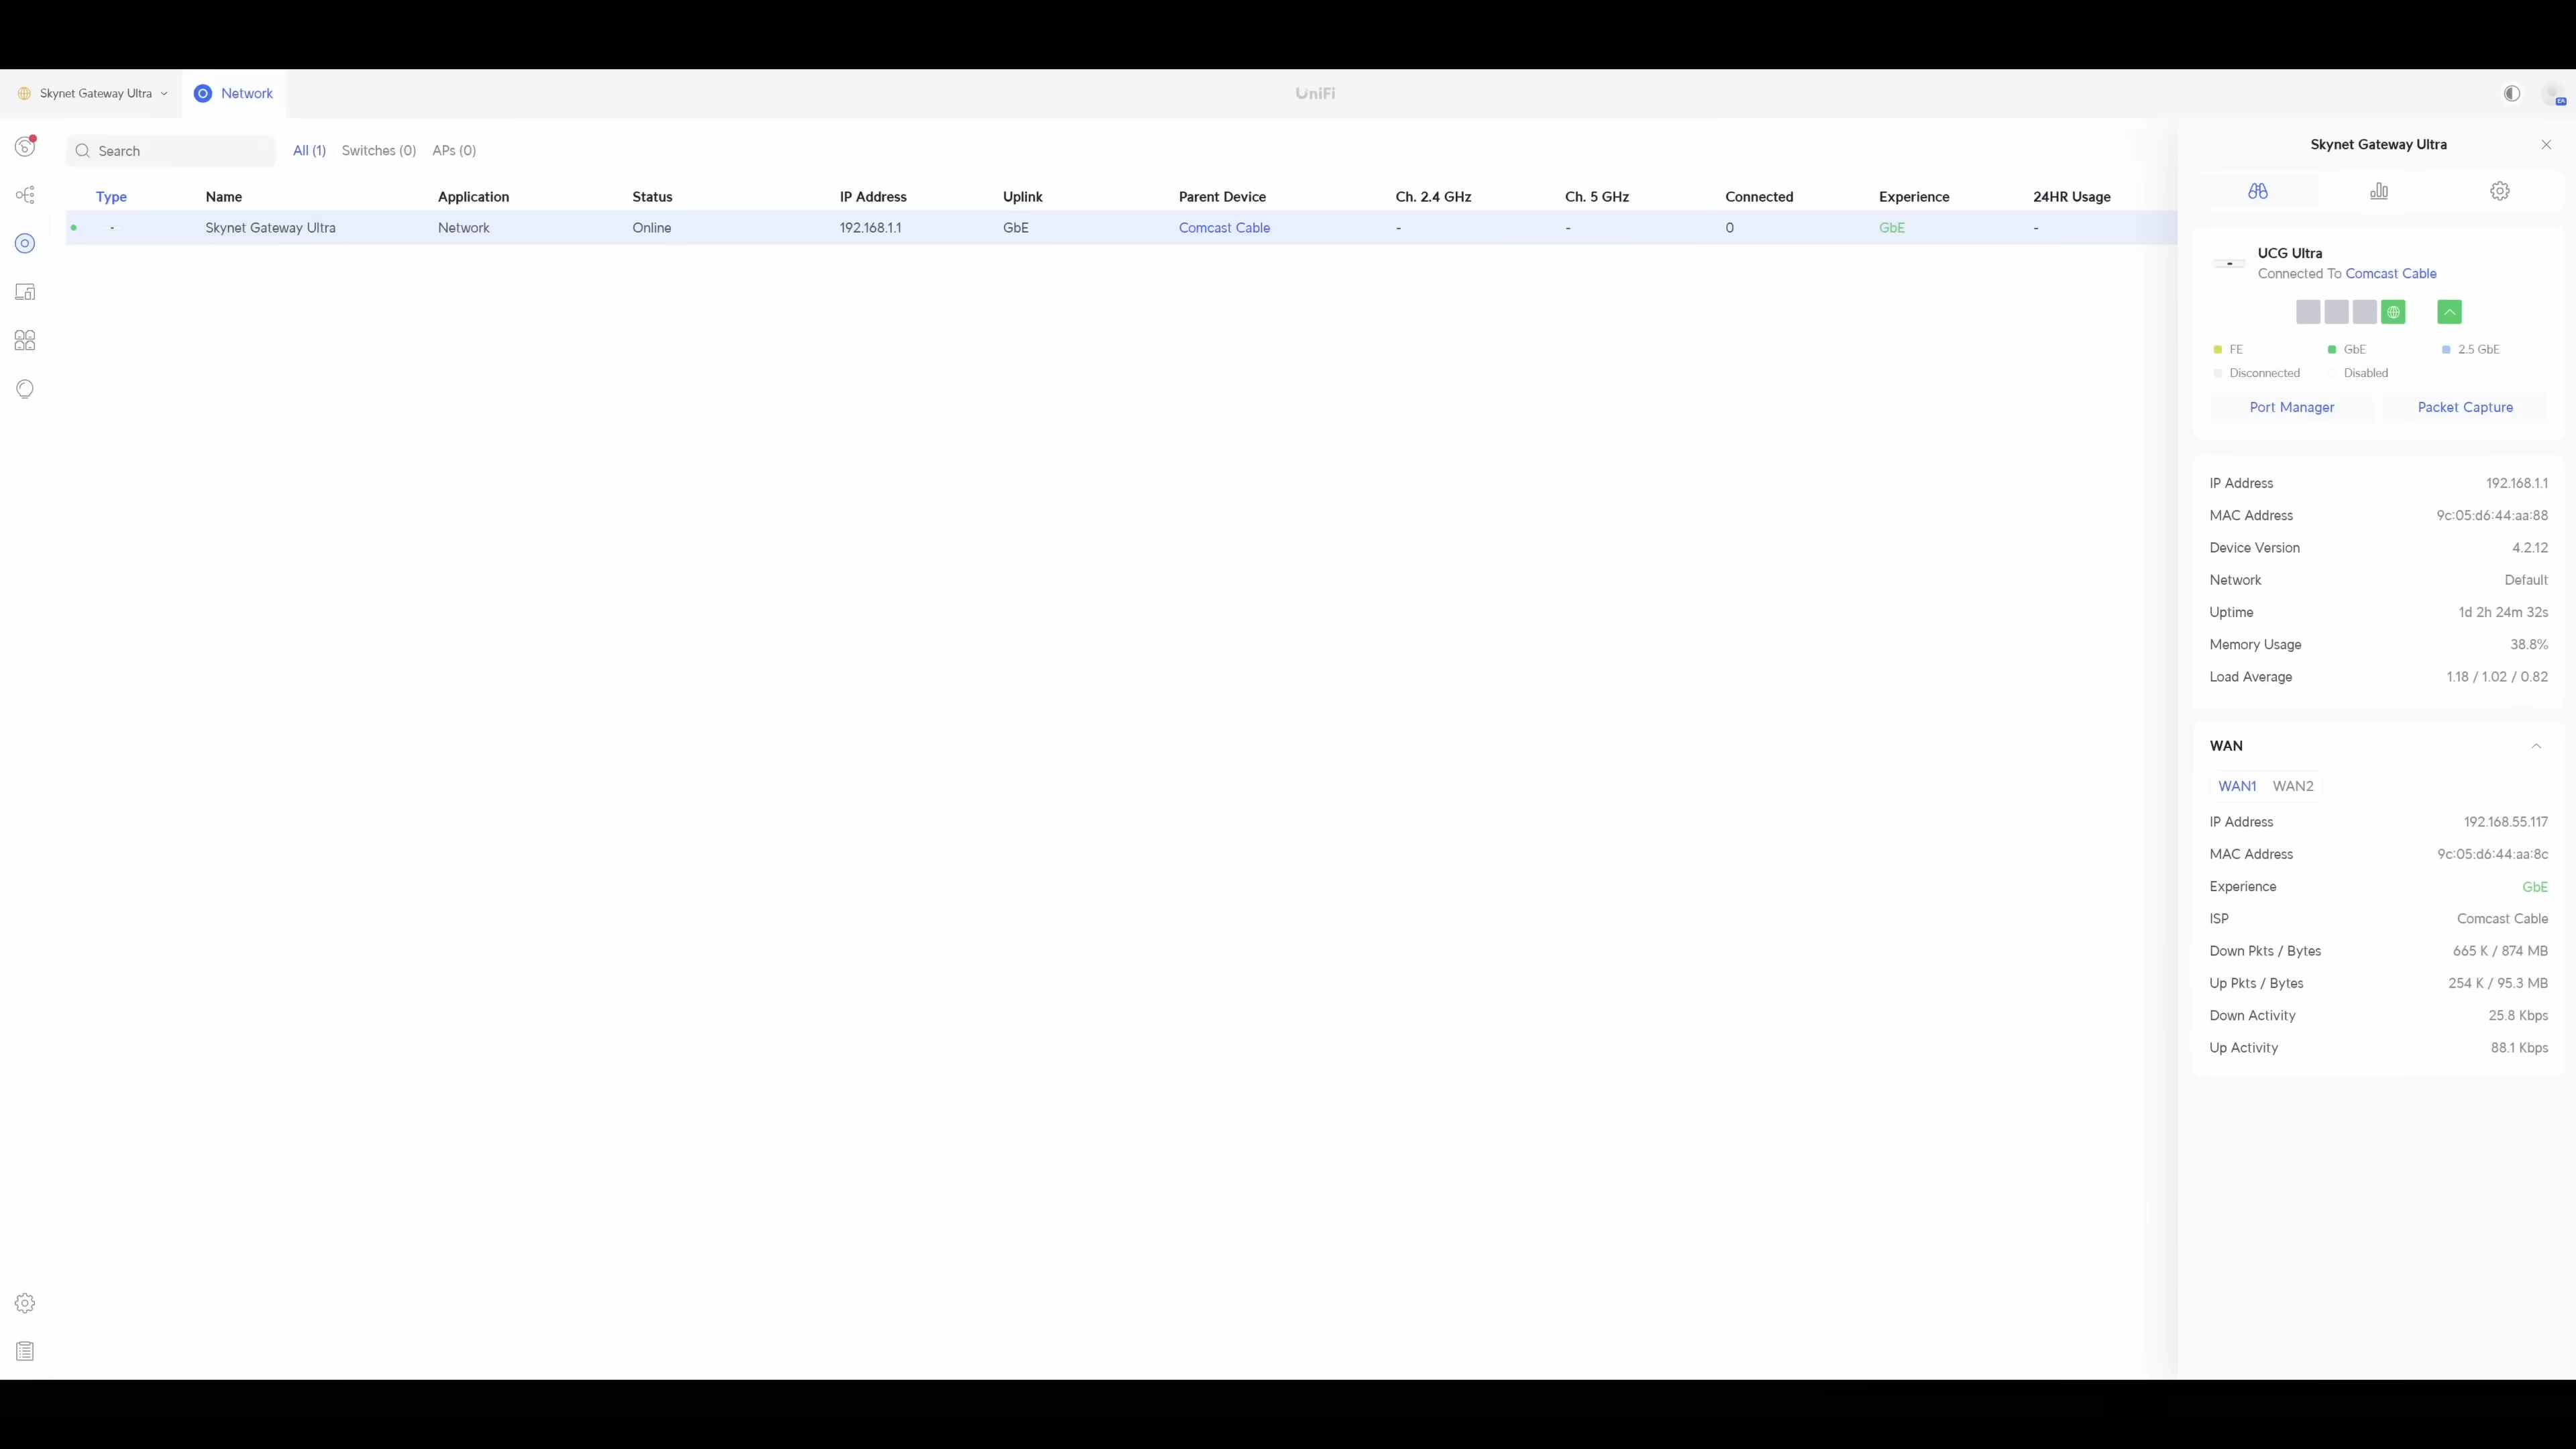 Skynet Gateway Ultra
Network
UniFi
EA
Search
All (1)
Switches (0)
APs (0)
Type Name Application Status IP Address Uplink Parent Device Ch. 2.4 GHz Ch. 5 GHz Connected Experience 24HR Usage
- Skynet Gateway Ultra Network Online 192.168.1.1 GbE Comcast Cable - - 0 GbE -
Skynet Gateway Ultra
UCG Ultra
Connected To Comcast Cable
FE GbE 2.5 GbE
Disconnected Disabled
Port Manager Packet Capture
IP Address 192.168.1.1
MAC Address 9c:05:d6:44:aa:88
Device Version 4.2.12
Network Default
Uptime 1d 2h 24m 32s
Memory Usage 38.8%
Load Average 1.18 / 1.02 / 0.82
WAN
WAN1 WAN2
IP Address 192.168.55.117
MAC Address 9c:05:d6:44:aa:8c
Experience GbE
ISP Comcast Cable
Down Pkts / Bytes 665 K / 874 MB
Up Pkts / Bytes 254 K / 95.3 MB
Down Activity 25.8 Kbps
Up Activity 88.1 Kbps